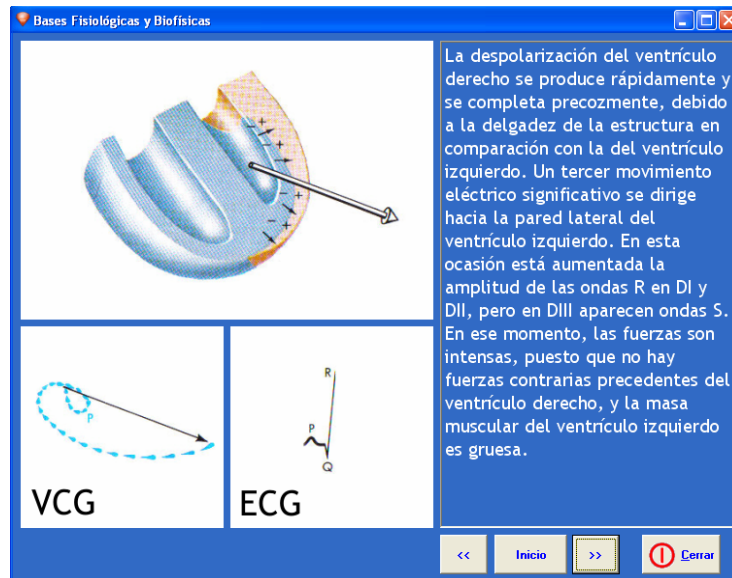 Bases Fisiológicas y Biofísicas
La despolarización del ventrículo
derecho se produce rápidamente y
se completa precozmente, debido
a la delgadez de la estructura en
comparación con la del ventrículo
izquierdo. Un tercer movimiento
eléctrico significativo se dirige
hacia la pared lateral del
ventrículo izquierdo. En esta
ocasión está aumentada la
amplitud de las ondas R en DI y
DII, pero en DIII aparecen ondas S.
En ese momento, las fuerzas son
intensas, puesto que no hay
fuerzas contrarias precedentes del
ventrículo derecho, y la masa
muscular del ventrículo izquierdo
es gruesa.
P
VCG
R
P
Q
ECG
<<
Inicio
>>
Cerrar